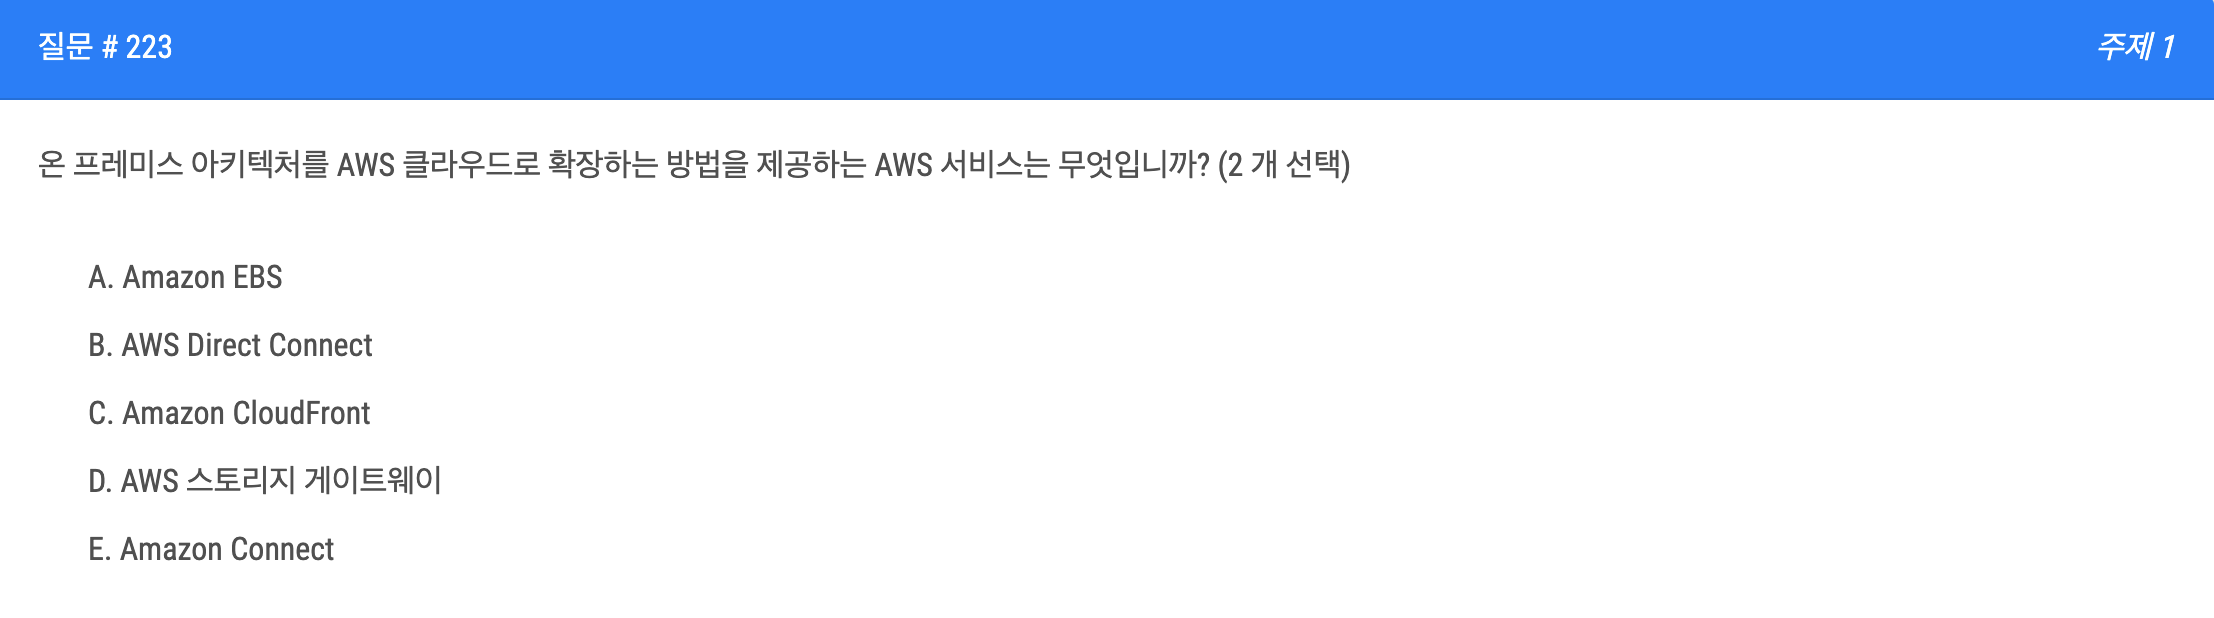 질문 # 223
주제 1
온 프레미스 아키텍처를 AWS 클라우드로 확장하는 방법을 제공하는 AWS 서비스는 무엇입니까? (2 개 선택)
A. Amazon EBS
B. AWS Direct Connect
C. Amazon CloudFront
D. AWS 스토리지 게이트웨이
E. Amazon Connect